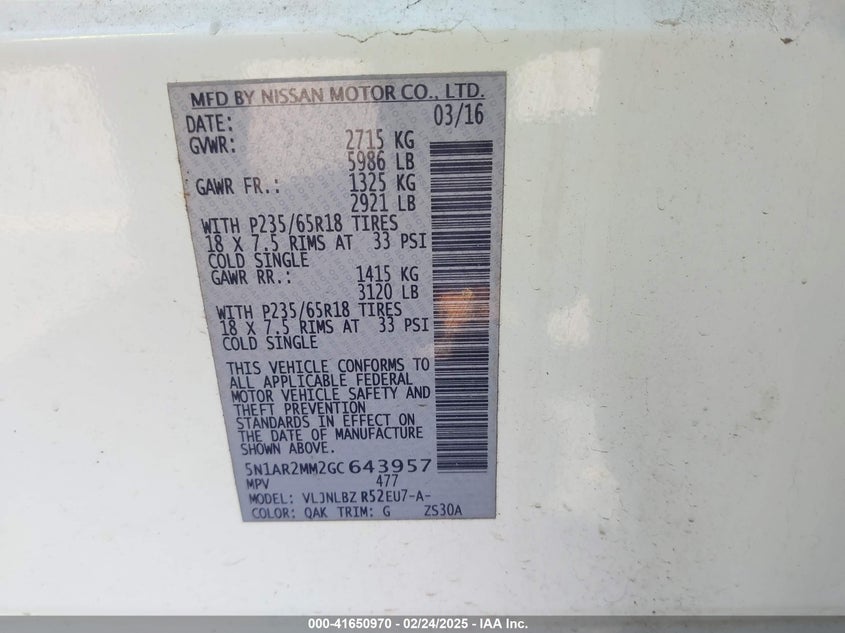 MFD BY NISSAN MOTOR CO., LTD.
DATE: 03/16
GVWR: 2715 KG
5986 LB
GAWR FR.: 1325 KG
2921 LB
WITH P235/65R18 TIRES
18 X 7.5 RIMS AT 33 PSI
COLD SINGLE
GAWR RR.: 1415 KG
3120 LB
WITH P235/65R18 TIRES
18 X 7.5 RIMS AT 33 PSI
COLD SINGLE
THIS VEHICLE CONFORMS TO
ALL APPLICABLE FEDERAL
MOTOR VEHICLE SAFETY AND
THEFT PREVENTION
STANDARDS IN EFFECT ON
THE DATE OF MANUFACTURE
SHOWN ABOVE.
5N1AR2MM2GC643957
MPV 477
MODEL: VLJNLBZ R52EU7-A-
COLOR: QAK TRIM: G ZS30A
000-41650970 - 02/24/2025 - IAA Inc.